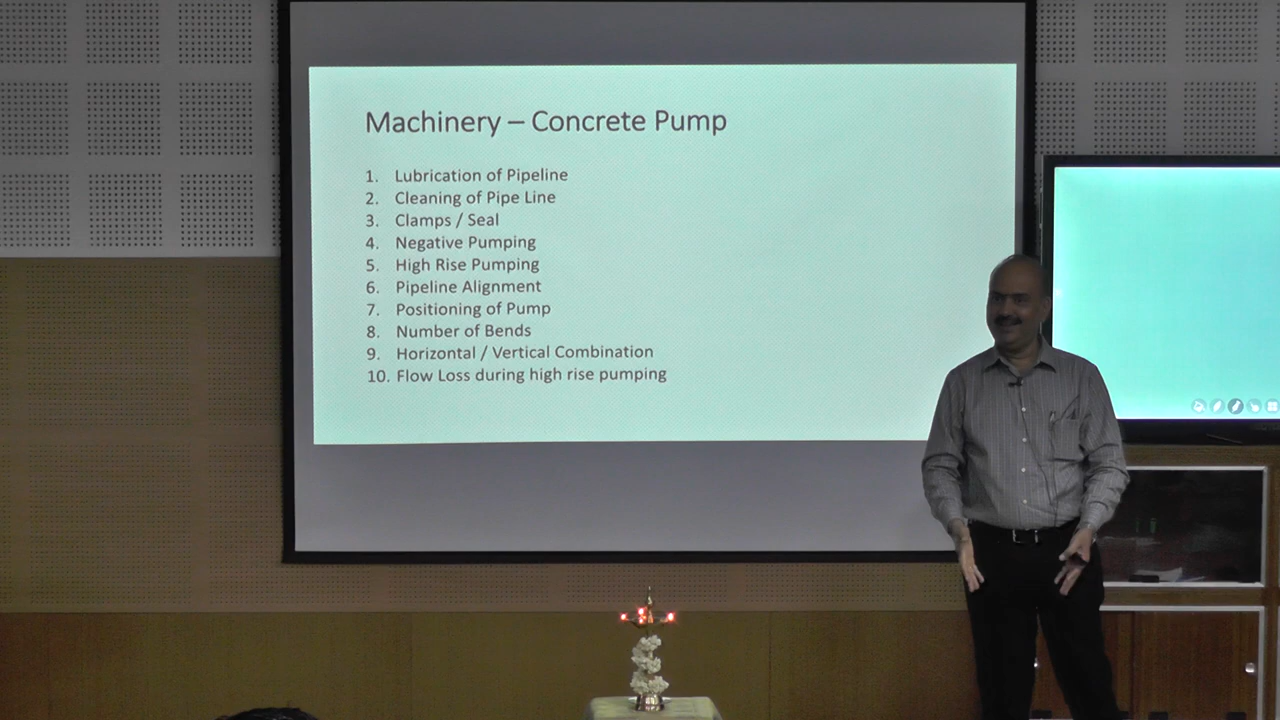 Machinery – Concrete Pump
1. Lubrication of Pipeline
2. Cleaning of Pipe Line
3. Clamps / Seal
4. Negative Pumping
5. High Rise Pumping
6. Pipeline Alignment
7. Positioning of Pump
8. Number of Bends
9. Horizontal / Vertical Combination
10. Flow Loss during high rise pumping